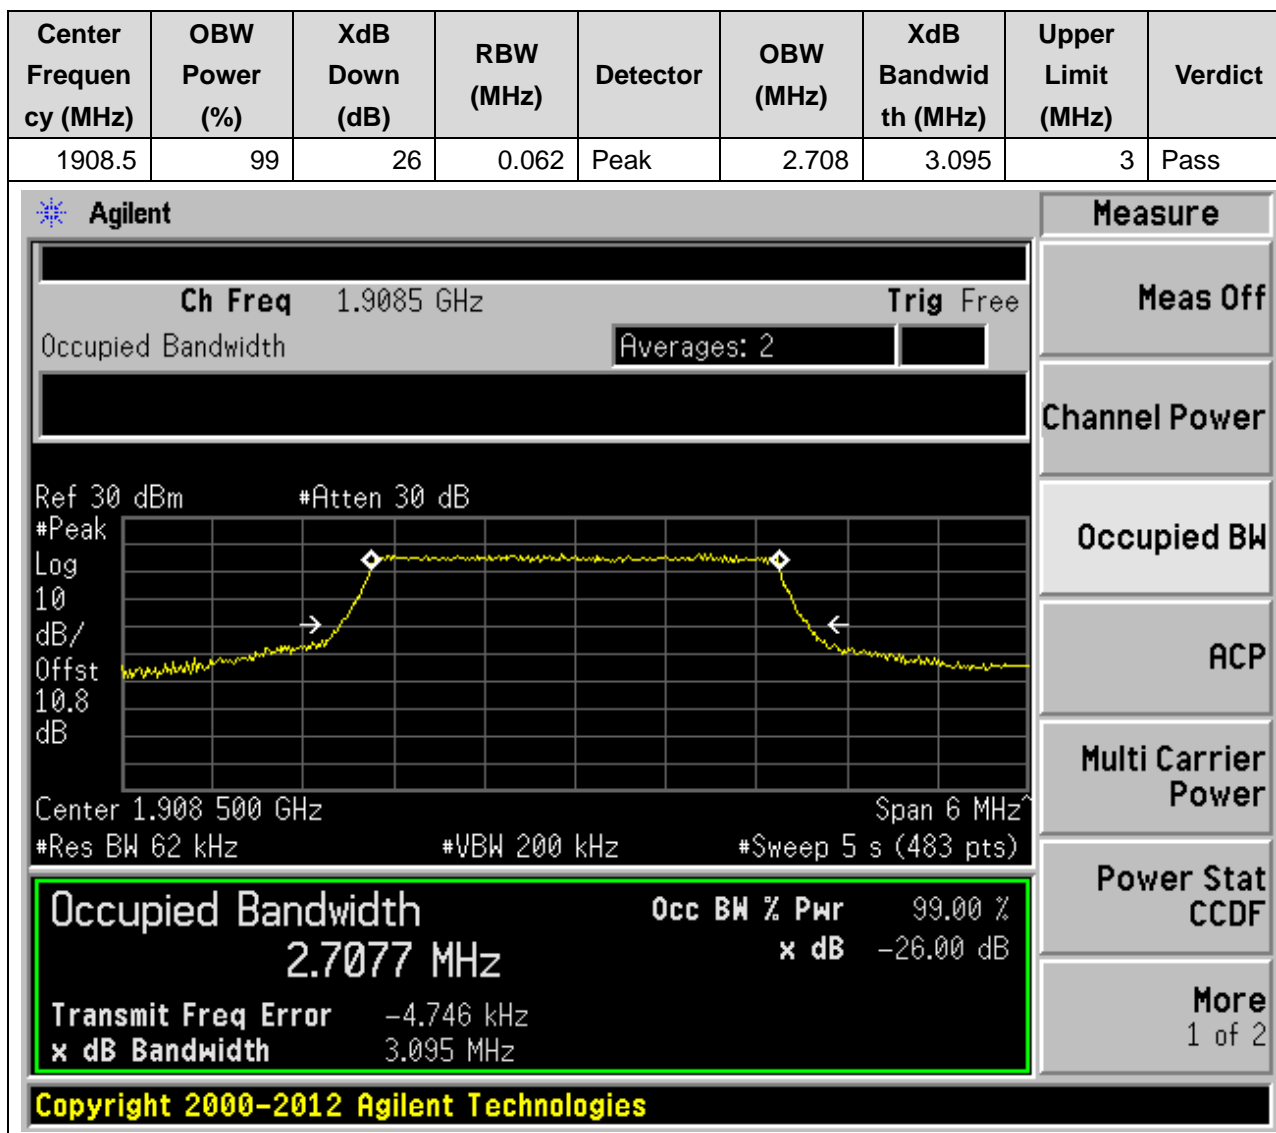 Center Frequen cy (MHz) OBW Power (%) XdB Down (dB) RBW (MHz) Detector OBW (MHz) XdB Bandwid th (MHz) Upper Limit (MHz) Verdict
1908.5 99 26 0.062 Peak 2.708 3.095 3 Pass
Agilent
Ch Freq 1.9085 GHz Trig Free
Occupied Bandwidth Averages: 2
Ref 30 dBm #Atten 30 dB
#Peak
Log
10
dB/
Offst
10.8
dB
Center 1.908 500 GHz Span 6 MHz^
#Res BW 62 kHz #VBW 200 kHz #Sweep 5 s (483 pts)
Occupied Bandwidth Occ BW % Pwr 99.00 %
2.7077 MHz x dB -26.00 dB
Transmit Freq Error -4.746 kHz
x dB Bandwidth 3.095 MHz
Copyright 2000-2012 Agilent Technologies
Measure
Meas Off
Channel Power
Occupied BW
ACP
Multi Carrier
Power
Power Stat
CCDF
More
1 of 2